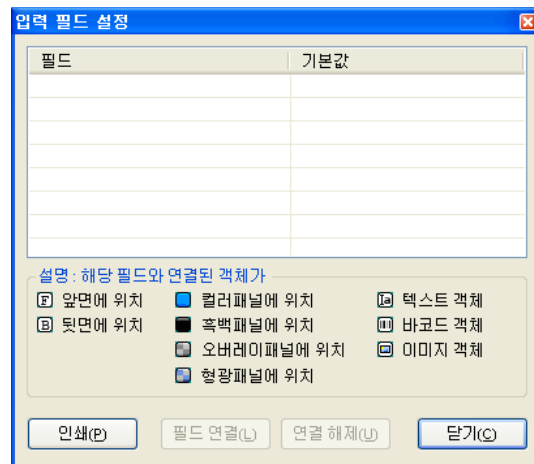 입력 필드 설정
필드 기본값
설명 : 해당 필드와 연결된 객체가
F 앞면에 위치 컬러패널에 위치 Ia 텍스트 객체
B 뒷면에 위치 흑백패널에 위치 바코드 객체
오버레이패널에 위치 이미지 객체
형광패널에 위치
인쇄(P) 필드 연결(L) 연결 해제(U) 닫기(C)